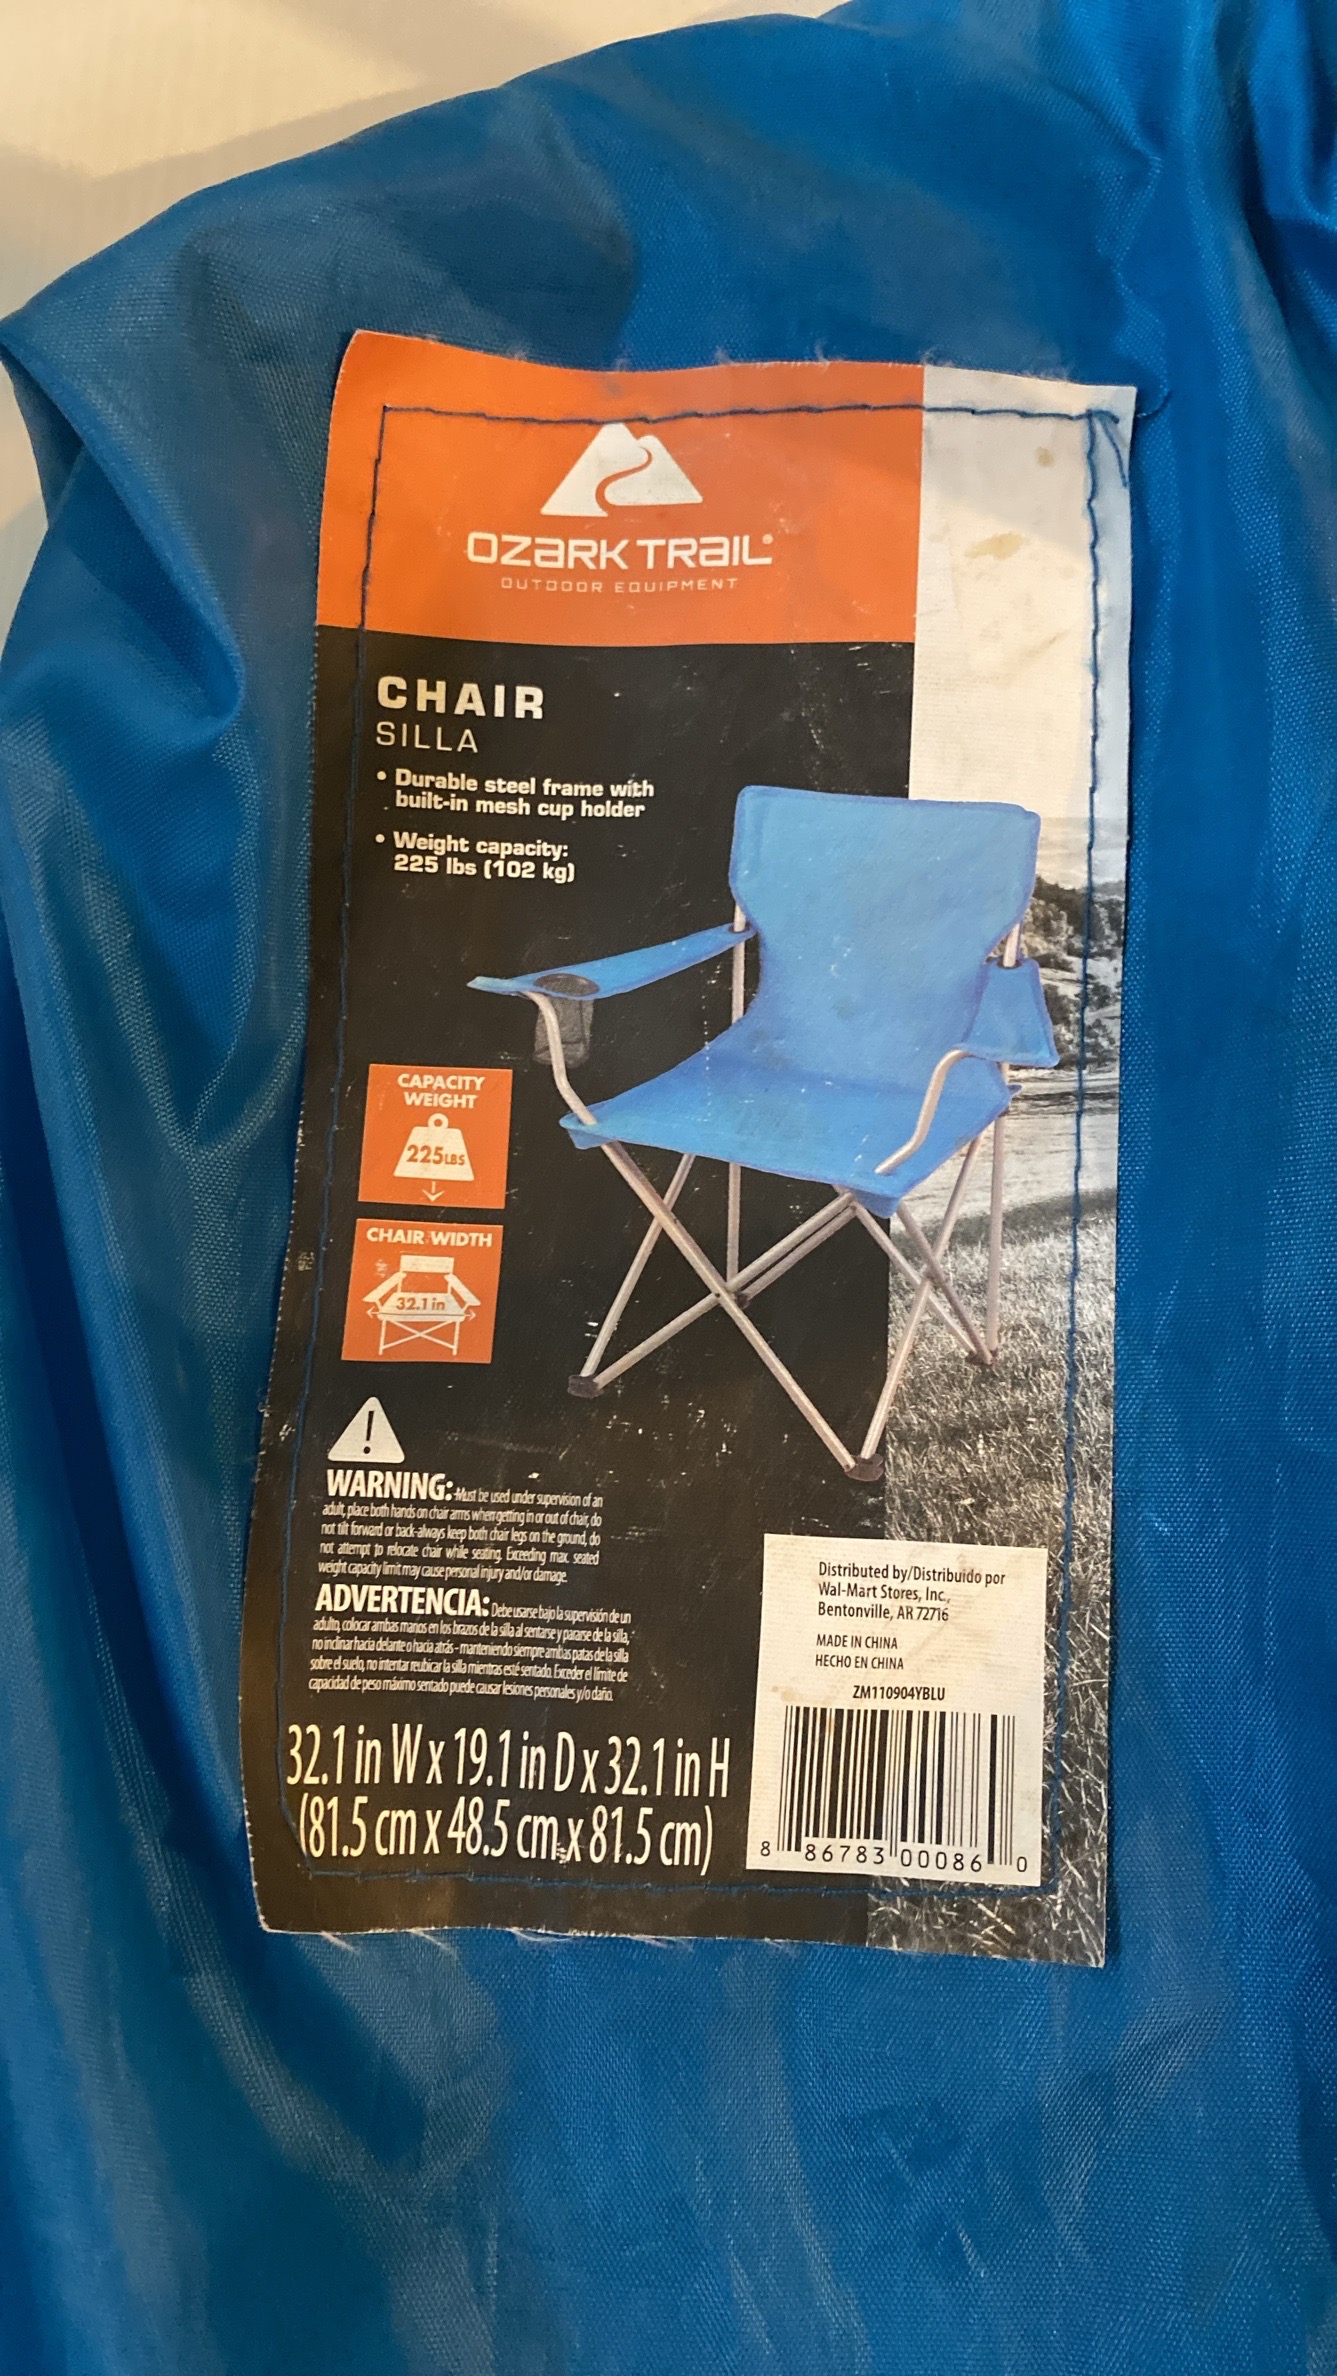 OZARK TRAIL®
OUTDOOR EQUIPMENT
CHAIR
SILLA
• Durable steel frame with
built-in mesh cup holder
• Weight capacity:
225 lbs (102 kg)
CAPACITY
WEIGHT
225LBS
CHAIR WIDTH
32.1 in
WARNING: Must be used under supervision of an
adult, place both hands on chair arms when getting in or out of chair, do
not tilt forward or back-always keep both chair legs on the ground, do
not attempt to relocate chair while seating. Exceeding max. seated
weight capacity limit may cause personal injury and/or damage.
ADVERTENCIA: Debe usarse bajo la supervisión de un
adulto, colocar ambas manos en los brazos de la silla al sentarse y pararse de la silla,
no inclinar hacia delante o hacia atrás - manteniendo siempre ambas patas de la silla
sobre el suelo, no intentar reubicar la silla mientras esté sentado. Exceder el límite de
capacidad de peso máximo sentado puede causar lesiones personales y/o daño.
32.1 in W x 19.1 in D x 32.1 in H
(81.5 cm x 48.5 cm x 81.5 cm)
Distributed by/Distribuido por
Wal-Mart Stores, Inc.,
Bentonville, AR 72716
MADE IN CHINA
HECHO EN CHINA
ZM110904YBLU
8 86783 00086 0